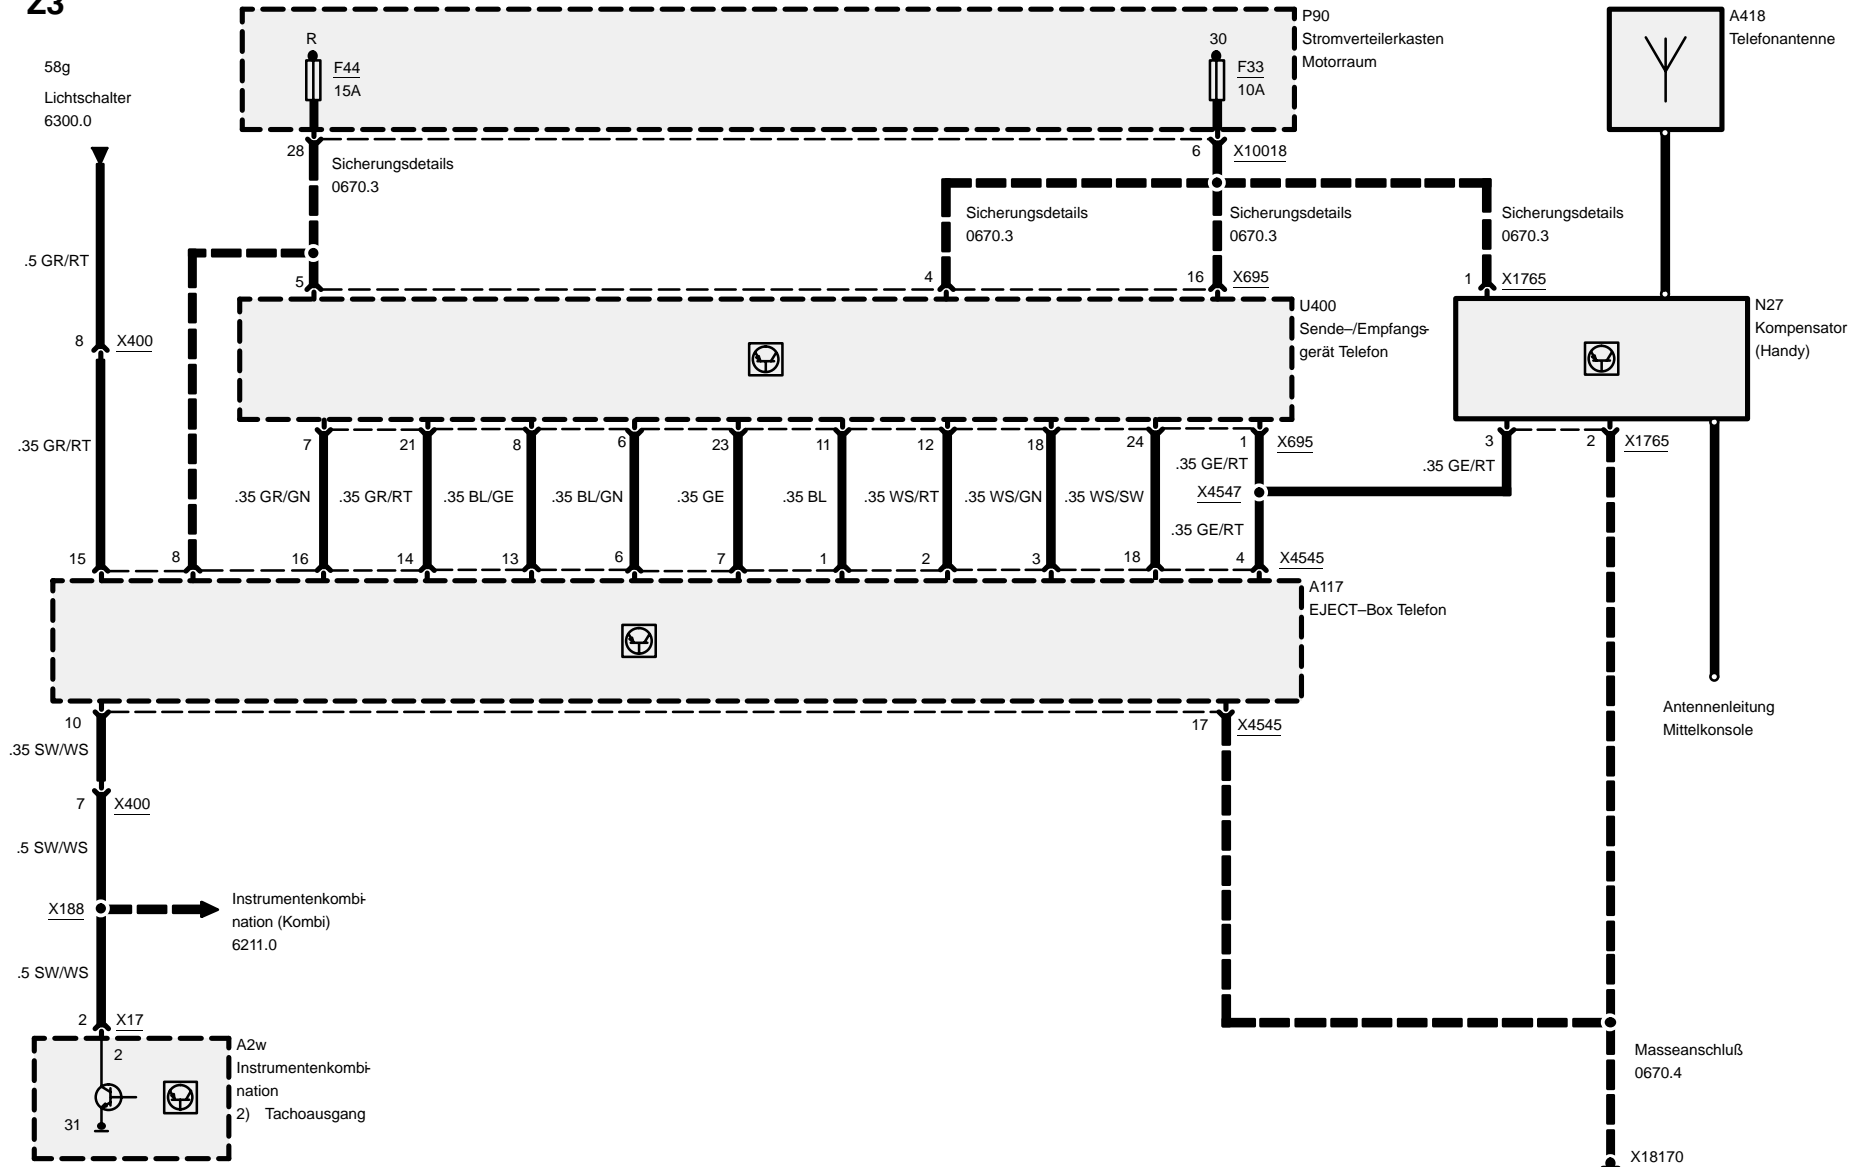 Z3
58g
Lichtschalter
6300.0
R
F44
15A
30
F33
10A
P90
Stromverteilerkasten
Motorraum
A418
Telefonantenne
28
Sicherungsdetails
0670.3
6
X10018
Sicherungsdetails
0670.3
Sicherungsdetails
0670.3
Sicherungsdetails
0670.3
.5 GR/RT
5
4
16
X695
1
X1765
U400
Sende–/Empfangs-
gerät Telefon
N27
Kompensator
(Handy)
8
X400
.35 GR/RT
7
21
8
6
23
11
12
18
24
1
X695
3
2
X1765
.35 GE/RT
.35 GE/RT
.35 GR/GN
.35 GR/RT
.35 BL/GE
.35 BL/GN
.35 GE
.35 BL
.35 WS/RT
.35 WS/GN
.35 WS/SW
X4547
.35 GE/RT
15
8
16
14
13
6
7
1
2
3
18
4
X4545
A117
EJECT–Box Telefon
10
17
X4545
.35 SW/WS
Antennenleitung
Mittelkonsole
7
X400
.5 SW/WS
X188
Instrumentenkombi-
nation (Kombi)
6211.0
.5 SW/WS
2
X17
A2w
Instrumentenkombi-
nation
2) Tachoausgang
2
31
Masseanschluß
0670.4
X18170